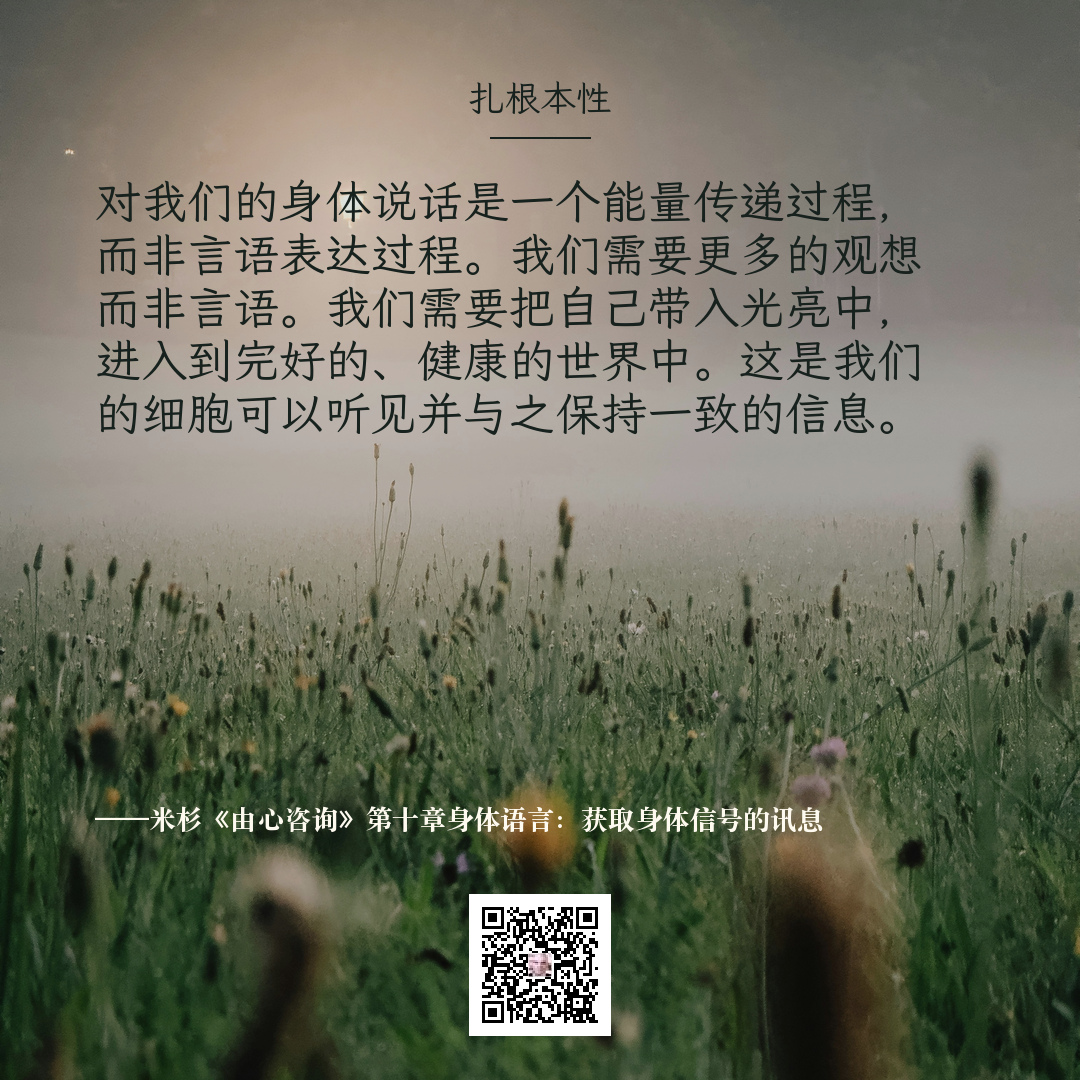 扎根本性
对我们的身体说话是一个能量传递过程，
而非言语表达过程。我们需要更多的观想
而非言语。我们需要把自己带入光亮中，
进入到完好的、健康的世界中。这是我们
的细胞可以听见并与之保持一致的信息。
——米杉《由心咨询》第十章身体语言：获取身体信号的讯息